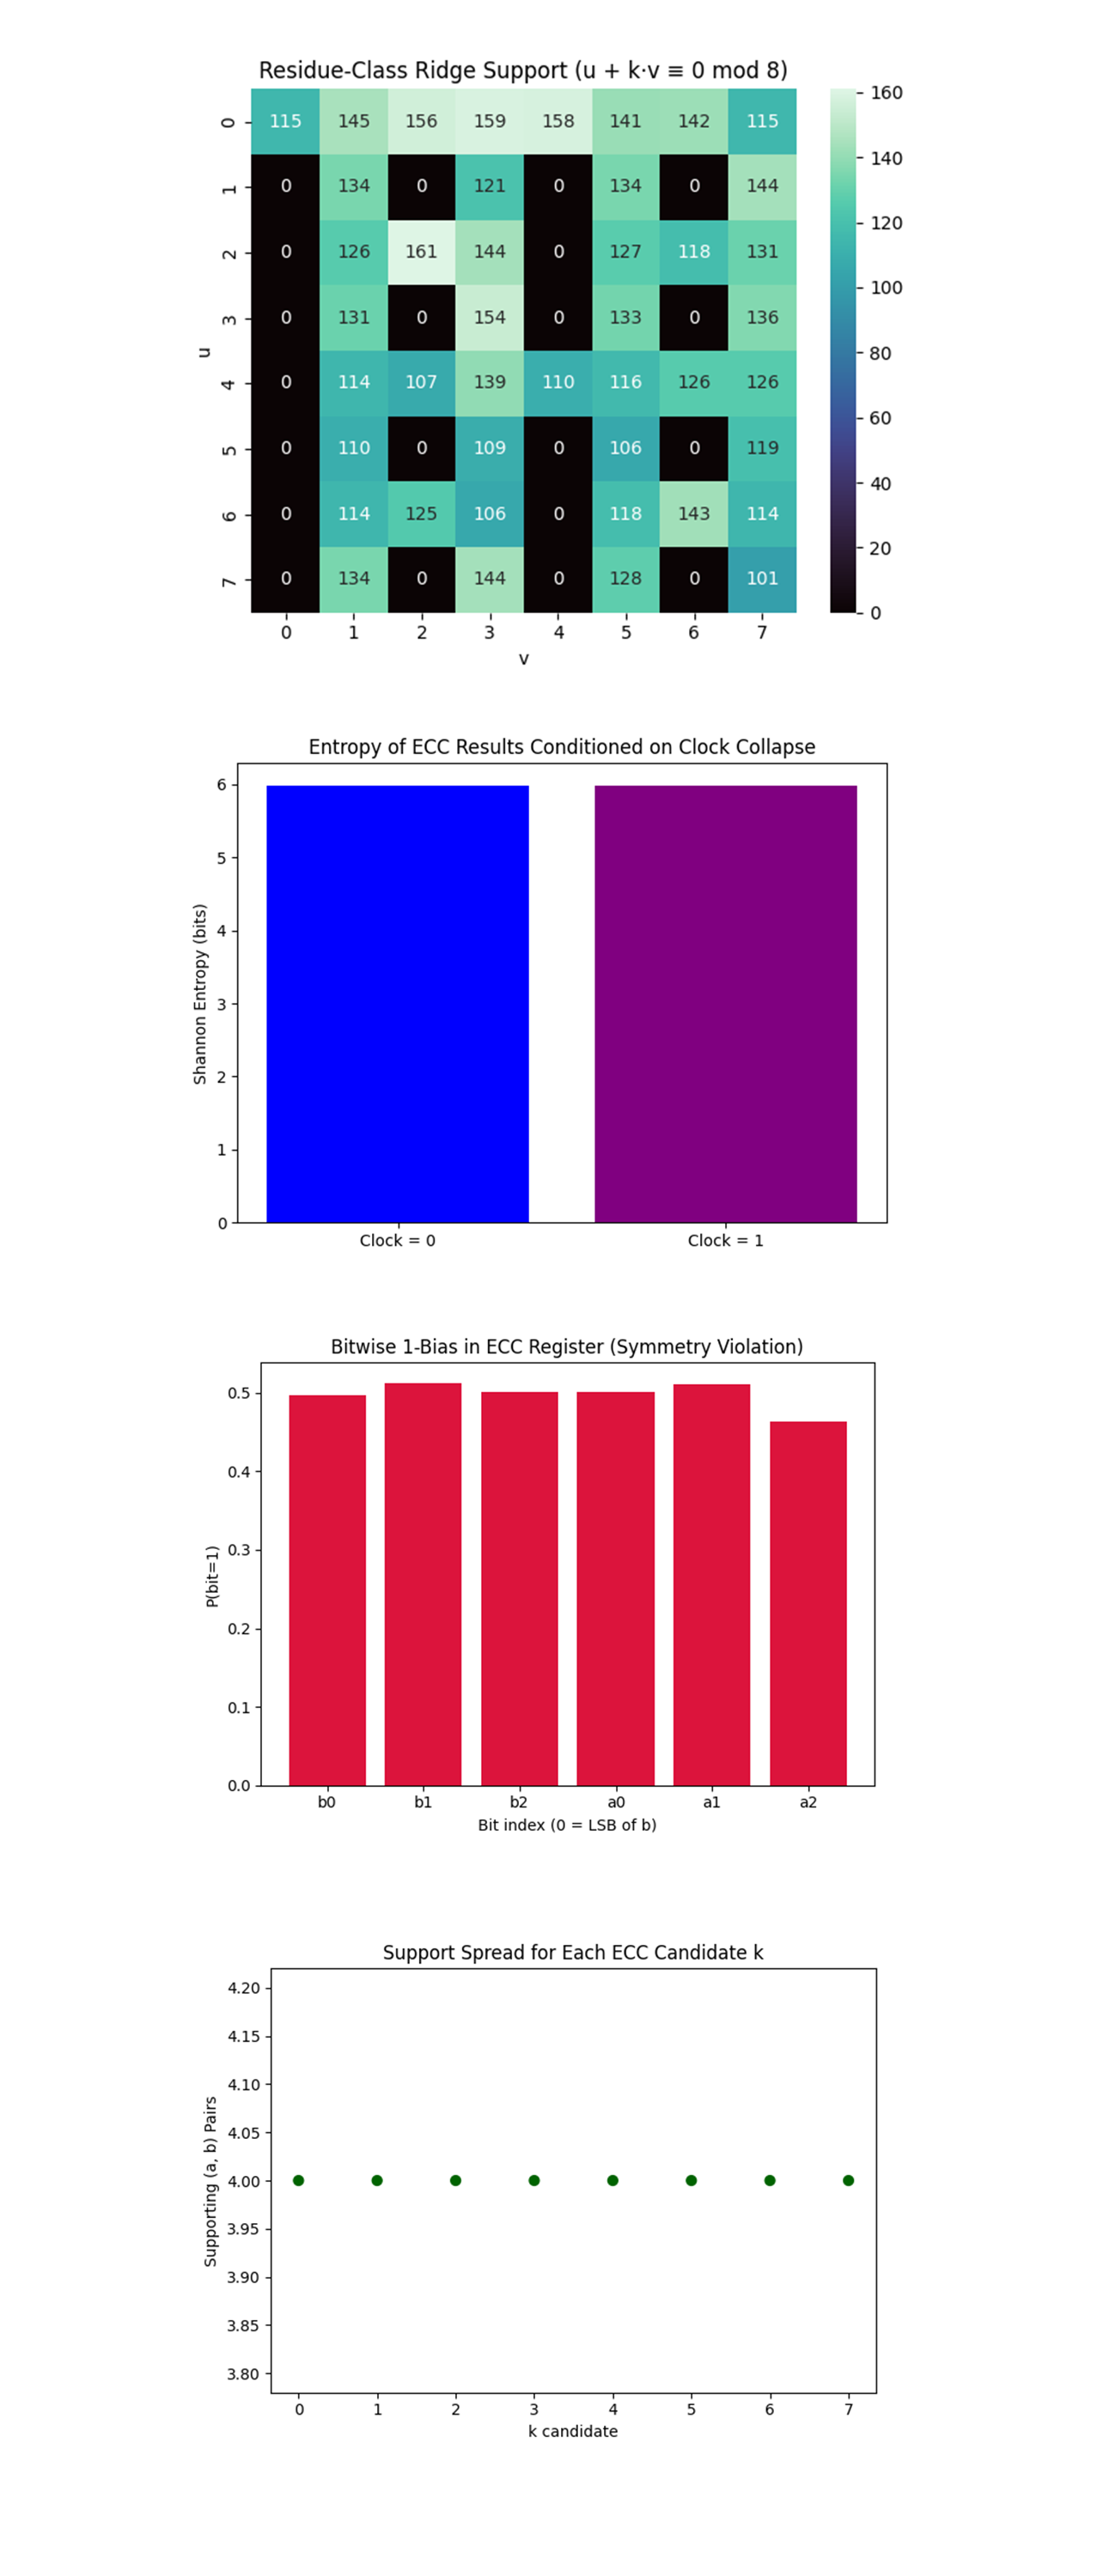 Residue-Class Ridge Support (u + k·v ≡ 0 mod 8)
0 115 145 156 159 158 141 142 115
1 0 134 0 121 0 134 0 144
2 0 126 161 144 0 127 118 131
3 0 131 0 154 0 133 0 136
4 0 114 107 139 110 116 126 126
5 0 110 0 109 0 106 0 119
6 0 114 125 106 0 118 143 114
7 0 134 0 144 0 128 0 101
u
0 1 2 3 4 5 6 7
v
160
140
120
100
80
60
40
20
0
Entropy of ECC Results Conditioned on Clock Collapse
6
5
4
3
2
1
0
Shannon Entropy (bits)
Clock = 0 Clock = 1
Bitwise 1-Bias in ECC Register (Symmetry Violation)
0.5
0.4
0.3
0.2
0.1
0.0
P(bit=1)
b0 b1 b2 a0 a1 a2
Bit index (0 = LSB of b)
Support Spread for Each ECC Candidate k
4.20
4.15
4.10
4.05
4.00
3.95
3.90
3.85
3.80
Supporting (a, b) Pairs
0 1 2 3 4 5 6 7
k candidate